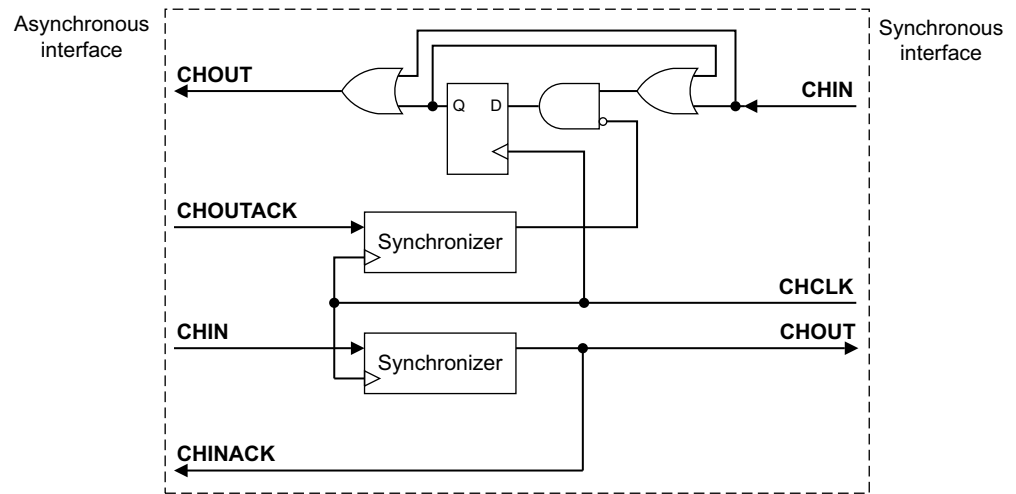 Asynchronous
interface
Synchronous
interface
CHOUT
CHIN
Q
D
CHOUTACK
Synchronizer
CHCLK
CHIN
CHOUT
Synchronizer
CHINACK